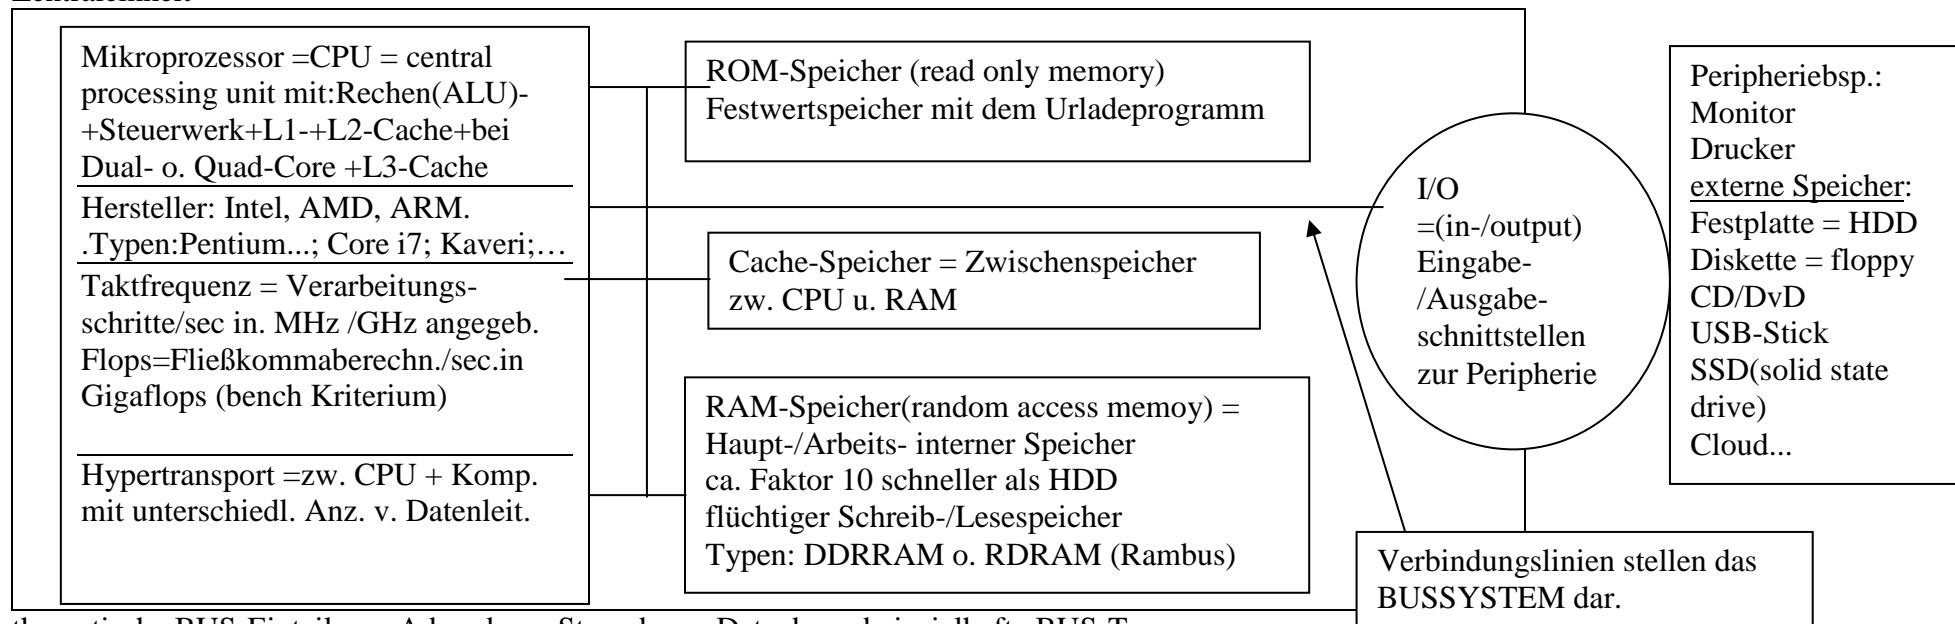 Mikroprozessor =CPU = central
processing unit mit:Rechen(ALU)-
+Steuerwerk+L1-+L2-Cache+bei
Dual- o. Quad-Core +L3-Cache
Hersteller: Intel, AMD, ARM.
.Typen:Pentium...; Core i7; Kaveri;…
Taktfrequenz = Verarbeitungs-
schritte/sec in. MHz /GHz angegeb.
Flops=Fließkommaberechn./sec.in
Gigaflops (bench Kriterium)
Hypertransport =zw. CPU + Komp.
mit unterschiedl. Anz. v. Datenleit.
ROM-Speicher (read only memory)
Festwertspeicher mit dem Urladeprogramm
Cache-Speicher = Zwischenspeicher
zw. CPU u. RAM
RAM-Speicher(random access memoy) =
Haupt-/Arbeits- interner Speicher
ca. Faktor 10 schneller als HDD
flüchtiger Schreib-/Lesespeicher
Typen: DDRRAM o. RDRAM (Rambus)
I/O
=(in-/output)
Eingabe-
/Ausgabe-
schnittstellen
zur Peripherie
Peripheriebsp.:
Monitor
Drucker
externe Speicher:
Festplatte = HDD
Diskette = floppy
CD/DvD
USB-Stick
SSD(solid state
drive)
Cloud...
Verbindungslinien stellen das
BUSSYSTEM dar.